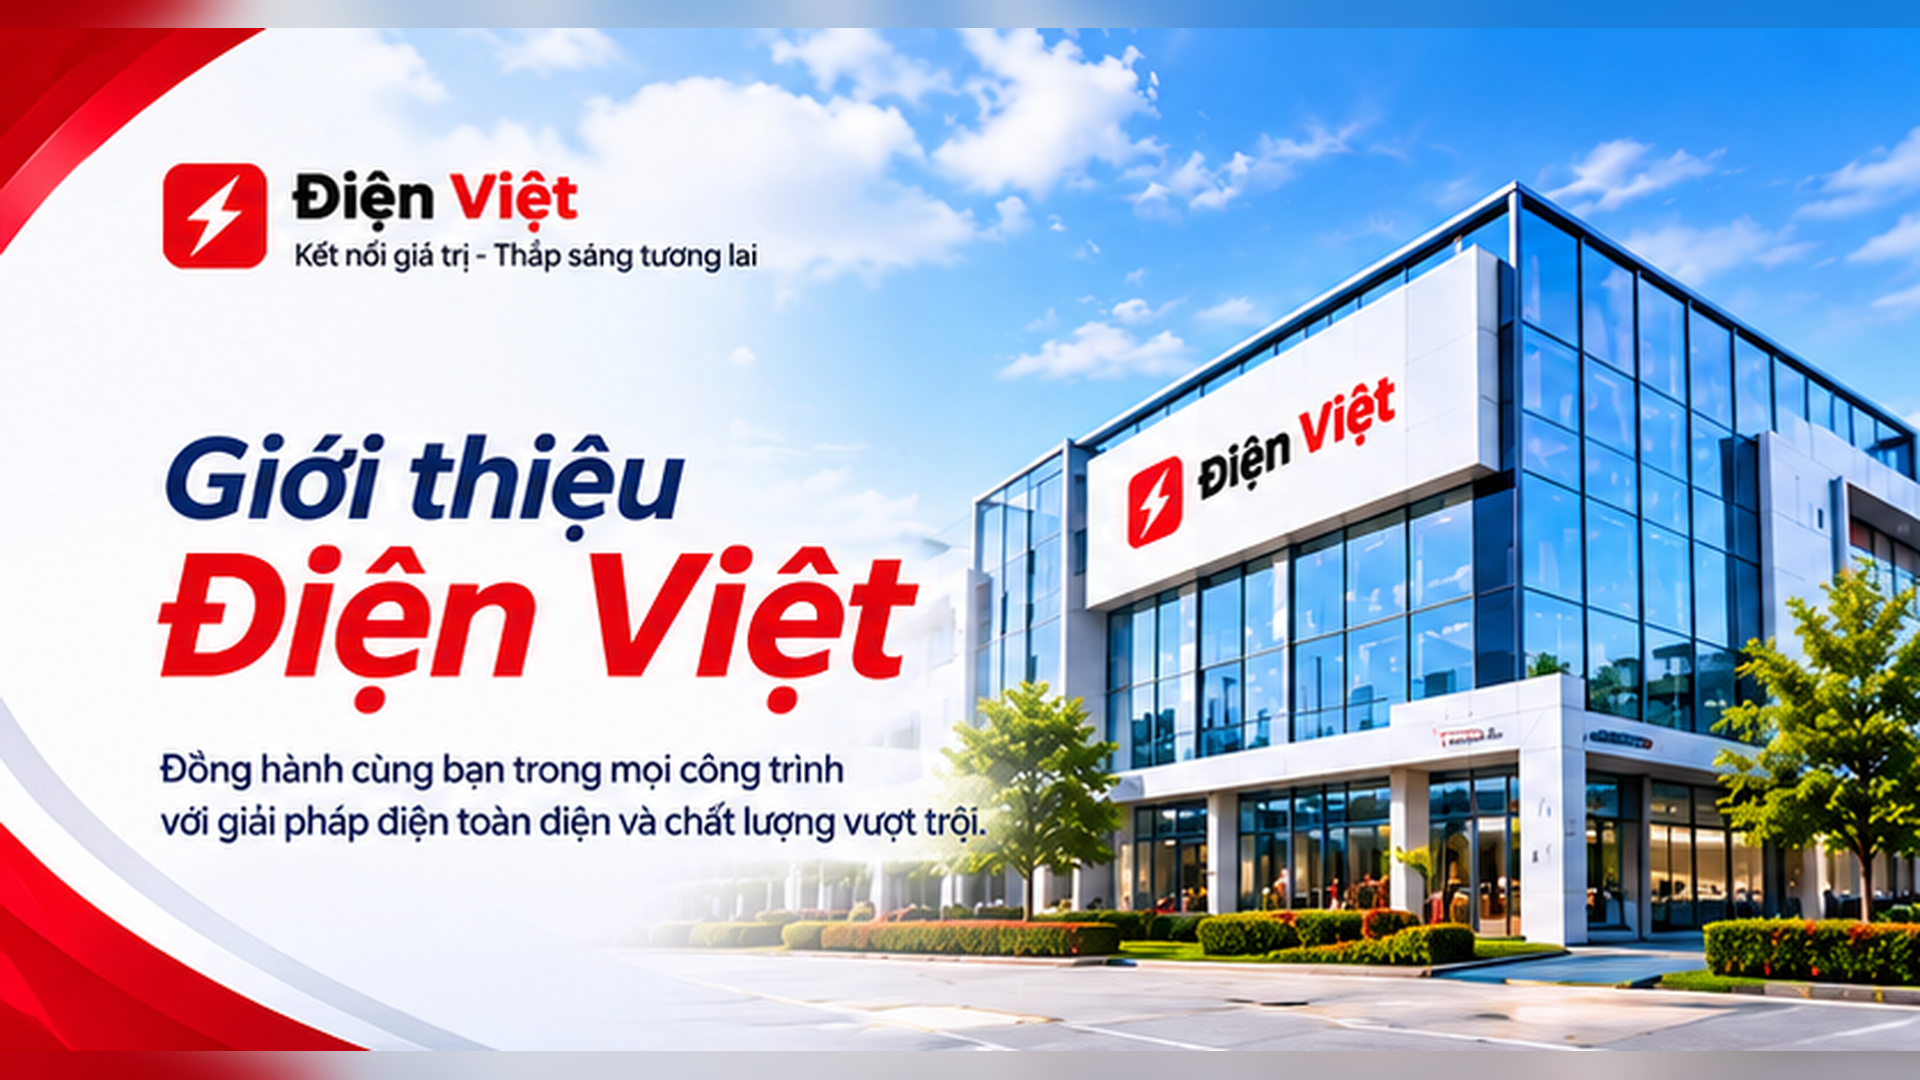 Điện Việt
Kết nối giá trị - Thắp sáng tương lai
Giới thiệu
Điện Việt
Đồng hành cùng bạn trong mọi công trình
với giải pháp điện toàn diện và chất lượng vượt trội.
Điện Việt